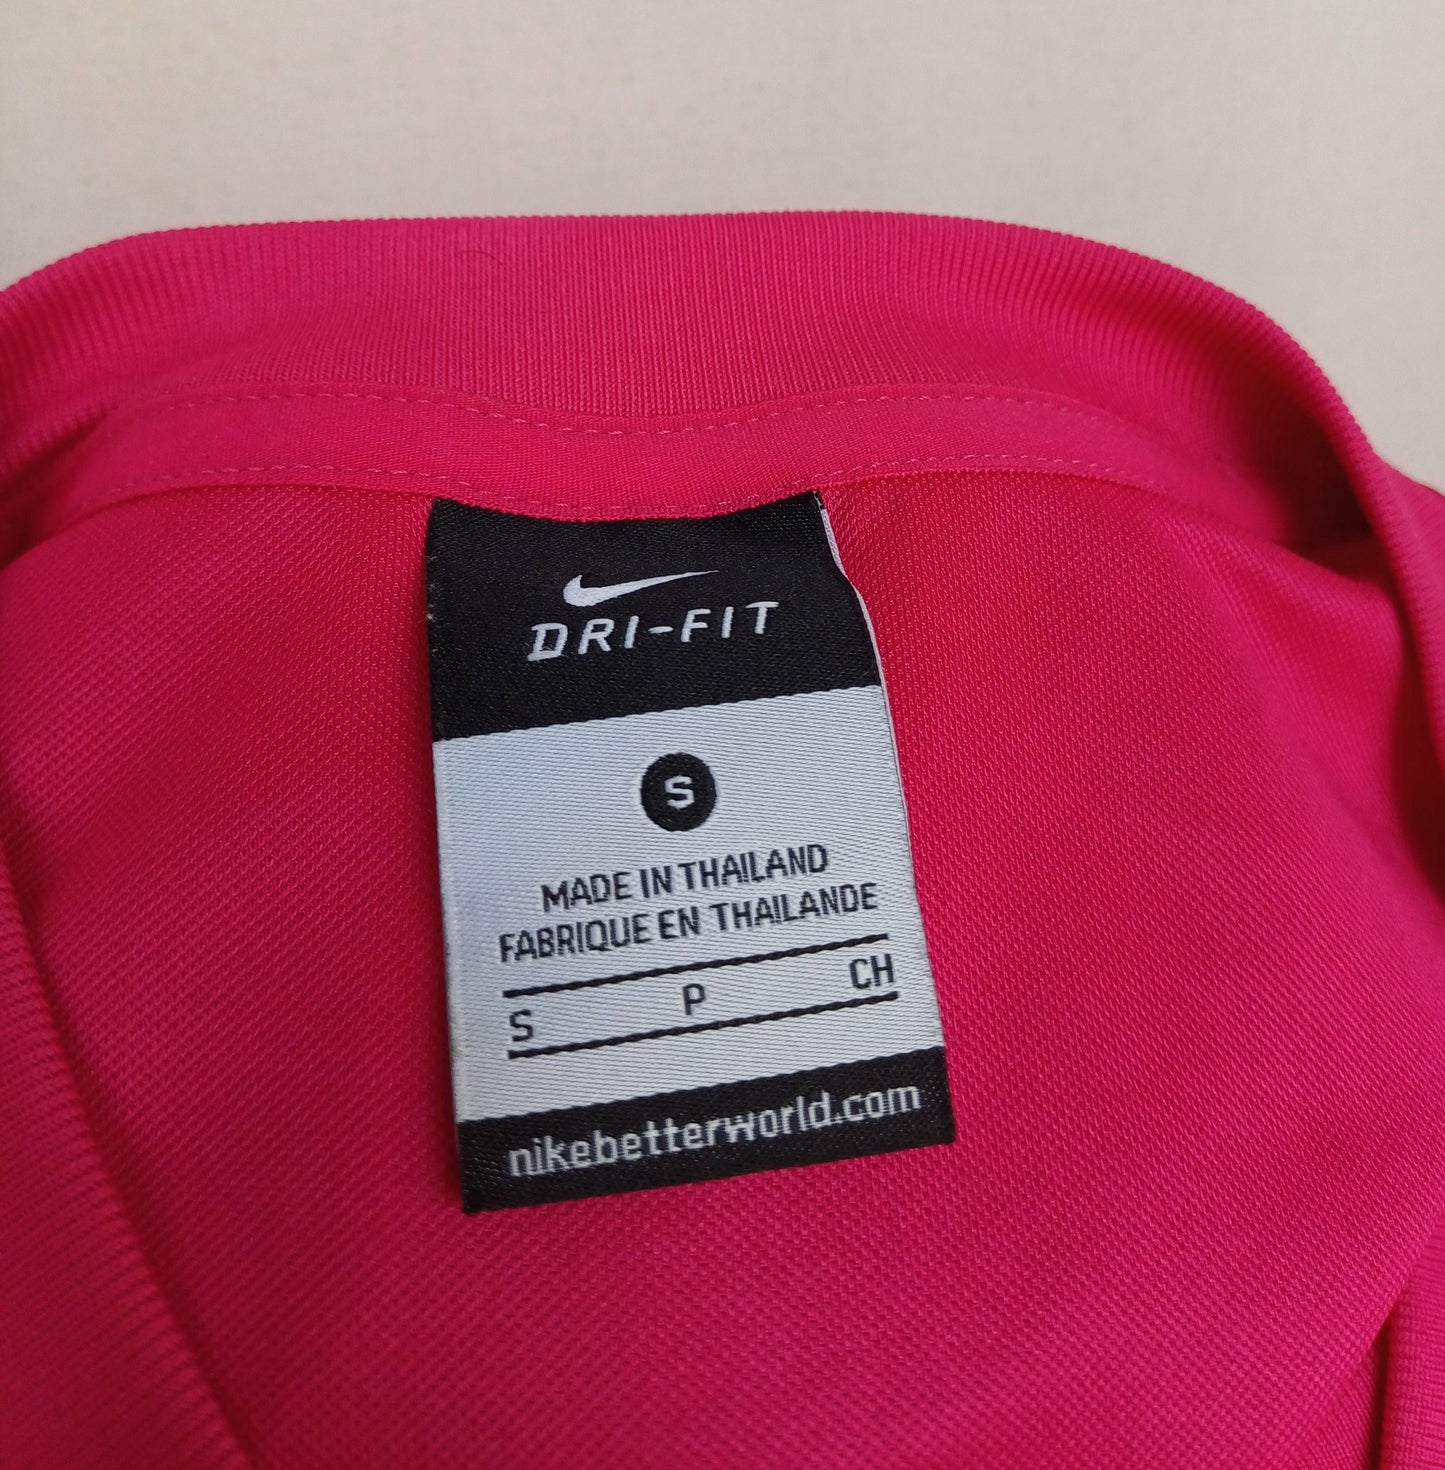 DRI-FIT
S
MADE IN THAILAND
FABRIQUE EN THAILANDE
S P CH
nikebetterworld.com